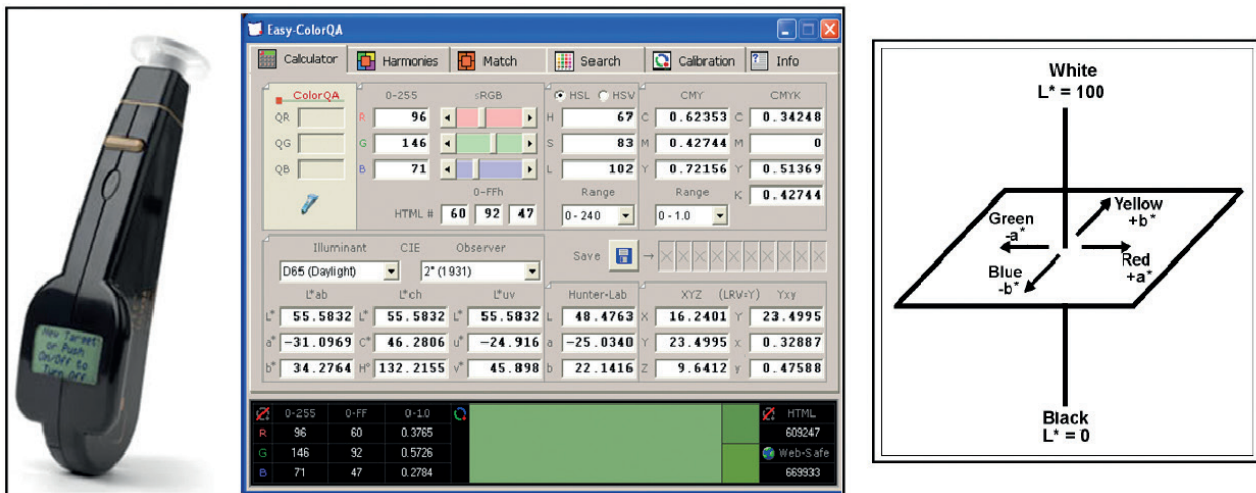 New Target
or Push
On/Off to
Turn Off
Easy-ColorQA
Calculator Harmonies Match Search Calibration Info
ColorQA 0-255 sRGB HSL HSV CMY CMYK
QR R 96 H 67 C 0.62353 C 0.34248
QG G 146 S 83 M 0.42744 M 0
QB B 71 L 102 Y 0.72156 Y 0.51369
0-FFh Range Range K 0.42744
HTML # 60 92 47 0-240 0-1.0
Illuminant CIE Observer Save
D65 (Daylight) 2° (1931)
L*ab L*ch L*uv Hunter-Lab XYZ (LRV=Y) Yxy
L* 55.5832 L* 55.5832 L* 55.5832 L 48.4763 X 16.2401 Y 23.4995
a* -31.0969 C* 46.2806 u* -24.916 a -25.0340 Y 23.4995 x 0.32887
b* 34.2764 H* 132.2155 v* 45.898 b 22.1416 Z 9.6412 y 0.47588
0-255 0-FF 0-1.0 HTML
R 96 60 0.3765 609247
G 146 92 0.5726 Web-Safe
B 71 47 0.2784 669933
White
L* = 100
Yellow
+b*
Green
-a*
Red
+a*
Blue
-b*
Black
L* = 0